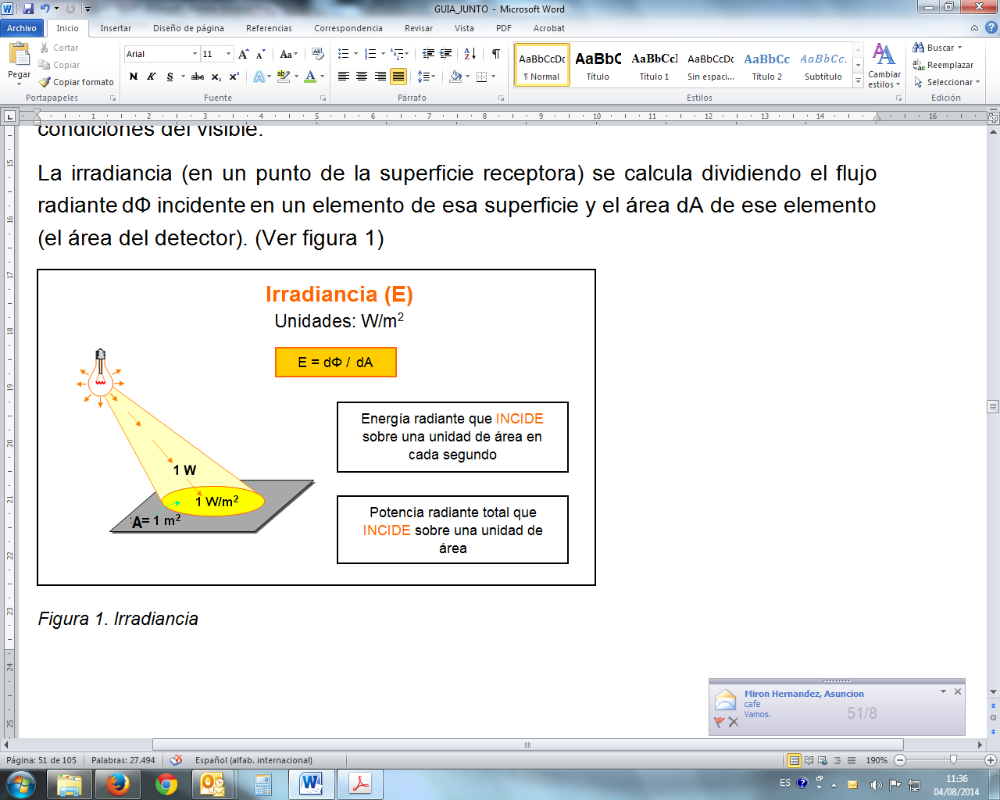 GUIA_JUNTO - Microsoft Word
Archivo Inicio Insertar Diseño de página Referencias Correspondencia Revisar Vista PDF Acrobat
Pegar
Cortar
Copiar
Copiar formato
Portapapeles
Arial 11
N K S abc x₂ x²
Fuente
Párrafo
AaBbCcDc AaBbC AaBbCcI AaBbCcDc AaBbCc AaBbCc.
¶ Normal Título Título 1 Sin espaci... Título 2 Subtítulo
Cambiar estilos
Estilos
Buscar
Reemplazar
Seleccionar
Edición
1 2 3 4 5 6 7 8 9 10 11 12 13 14 16
15
16
17
18
19
20
21
22
23
24
25
condiciones del visible.
La irradiancia (en un punto de la superficie receptora) se calcula dividiendo el flujo
radiante dΦ incidente en un elemento de esa superficie y el área dA de ese elemento
(el área del detector). (Ver figura 1)
Irradiancia (E)
Unidades: W/m²
E = dΦ / dA
Energía radiante que INCIDE
sobre una unidad de área en
cada segundo
1 W
1 W/m²
A= 1 m²
Potencia radiante total que
INCIDE sobre una unidad de
área
Figura 1. Irradiancia
Miron Hernandez, Asuncion
cafe
Vamos.
51/8
Página: 51 de 105 Palabras: 27.494 Español (alfab. internacional) 190%
ES
11:36
04/08/2014